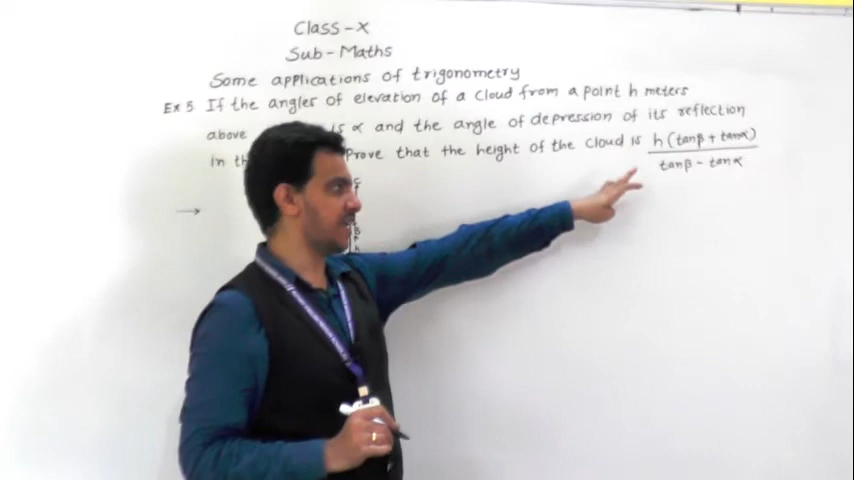 Class-X
Sub-Maths
Some applications of trigonometry
Ex 5 If the angles of elevation of a cloud from a point h meters
above is α and the angle of depression of its reflection
in th Prove that the height of the cloud is h(tanβ + tanα)
tanβ - tanα
C
B
h